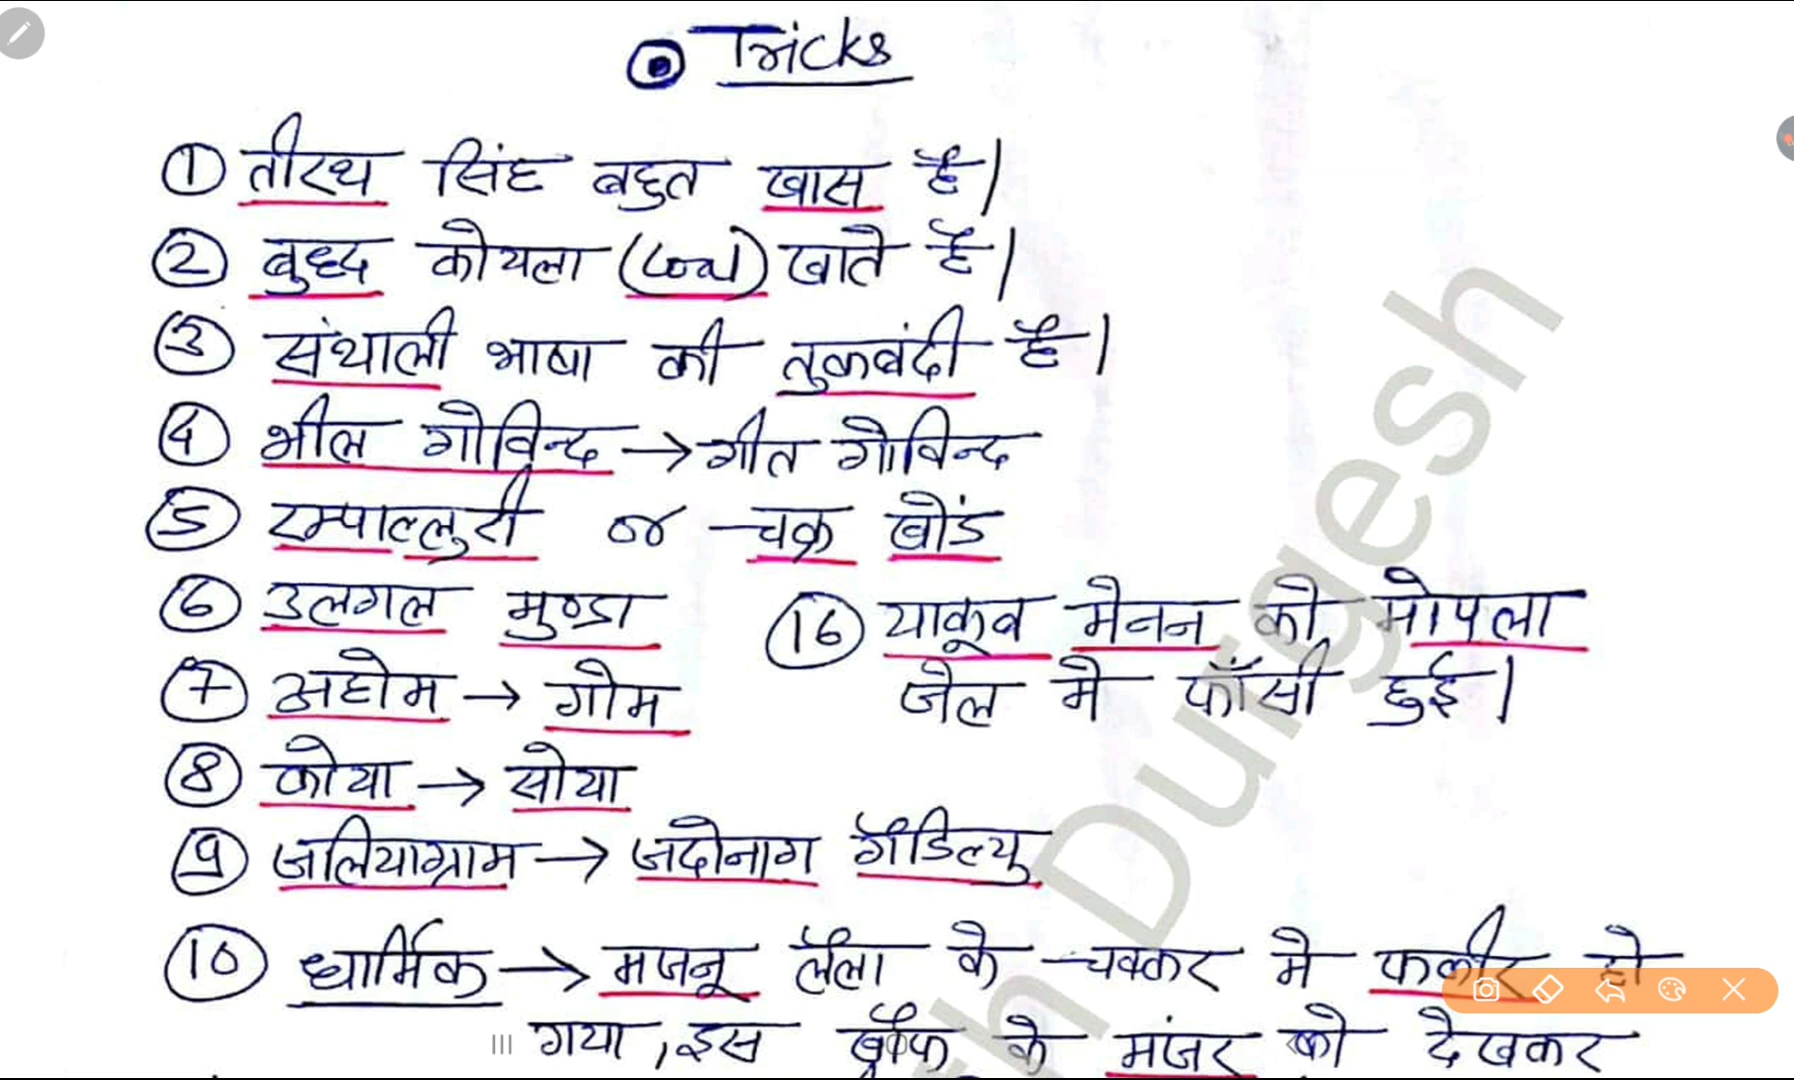 Tricks
① तीरथ सिंह बहुत खास है।
② बुध्द कोयला (Coal) खाते है।
③ संथाली भाषा की तुकबंदी है।
④ भील गोविन्द → गीत गोविन्द
⑤ रम्पाल्लुरी or चक्र खोंड
⑥ उलगल मुण्डा
⑦ अहोम → गोम
⑧ कोया → सोया
⑨ जलियाग्राम → जदोनाग गैंडिल्यु
⑩ धार्मिक → मजनू लैला के चक्कर मे फकीर हो
गया, इस के मंजर को देखकर
⑯ याकूब मेनन को मोपला
जेल मे फाँसी हुई।
Durgesh